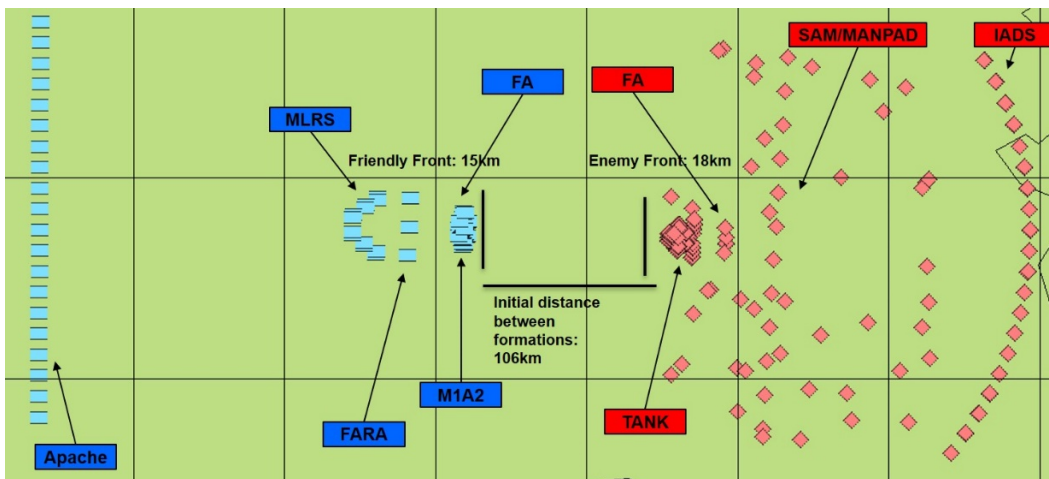 SAM/MANPAD
IADS
FA
FA
MLRS
Friendly Front: 15km
Enemy Front: 18km
Initial distance
between
formations:
106km
M1A2
TANK
FARA
Apache